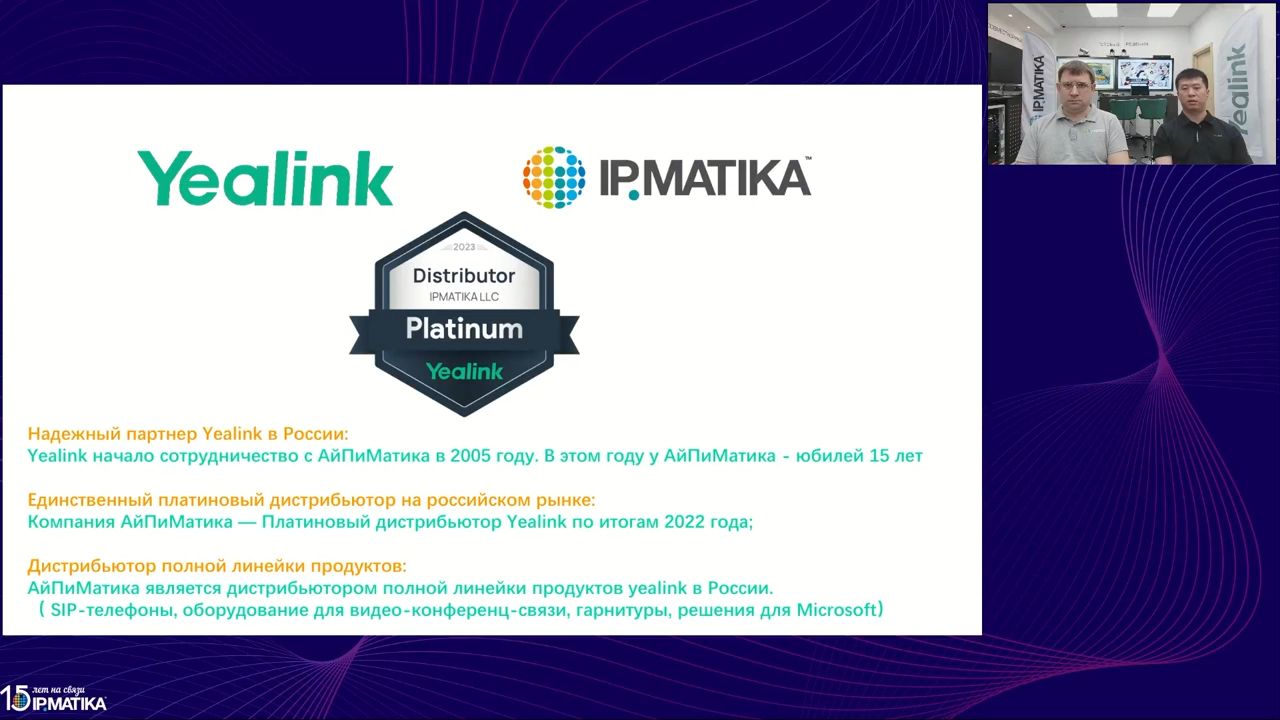 Yealink
IP.MATIKA™
2023
Distributor
IPMATIKA LLC
Platinum
Yealink
Надежный партнер Yealink в России:
Yealink начало сотрудничество с АйПиМатика в 2005 году. В этом году у АйПиМатика - юбилей 15 лет
Единственный платиновый дистрибьютор на российском рынке:
Компания АйПиМатика — Платиновый дистрибьютор Yealink по итогам 2022 года;
Дистрибьютор полной линейки продуктов:
АйПиМатика является дистрибьютором полной линейки продуктов yealink в России.
( SIP-телефоны, оборудование для видео-конференц-связи, гарнитуры, решения для Microsoft)
IP.MATIKA
Yealink
15 лет на связи
IP.MATIKA